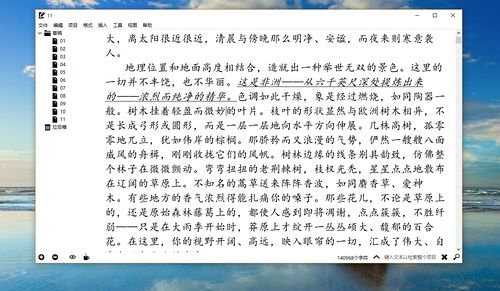 11
文件 编辑 项目 格式 插入 工具 视图 帮助
草稿
01
02
03
04
05
06
07
08
09
10
11
垃圾桶
大，离太阳很近很近，清晨与傍晚那么明净、安谧，而夜来则寒意袭
人。
地理位置和地面高度相结合，造就出一种举世无双的景色。这里的
一切并不丰饶，也不华丽。这是非洲——从六千英尺深处提炼出来
的——浓烈而纯净的精华。色调如此干燥，象是经过燃烧，如同陶器一
般。树木挂着轻盈而微妙的叶片。枝叶的形状显然与欧洲树木相异，不
是长成弓形或圆形，而是一层一层地向水平方向伸展。几株高树，孤零
零地兀立，犹如伟岸的棕榈。那骄矜而又浪漫的气势，俨然一艘艘八面
威风的舟楫，刚刚收拢它们的风帆。树林边缘的线条别具韵致，仿佛整
个林子在微微颤动。弯弯扭扭的老荆棘树，枝杈光秃，星星点点地散布
在辽阔的草原上。不知名的蒿草送来阵阵香波，如同麝香草、爱神
木。有些地方的香气浓烈得能扎痛你的嗓子。那些花儿，不论是草原上
的，还是原始森林藤葛上的，都使人感到即将凋谢，点点簇簇，不胜纤
弱——只是在大雨季开始时，莽原上才绽开一丛丛硕大、馥郁的百合
花。在这里，你的视野开阔、高远，映入眼帘的一切，汇成了伟大、自
140968个字符
键入文本以检索整个项目